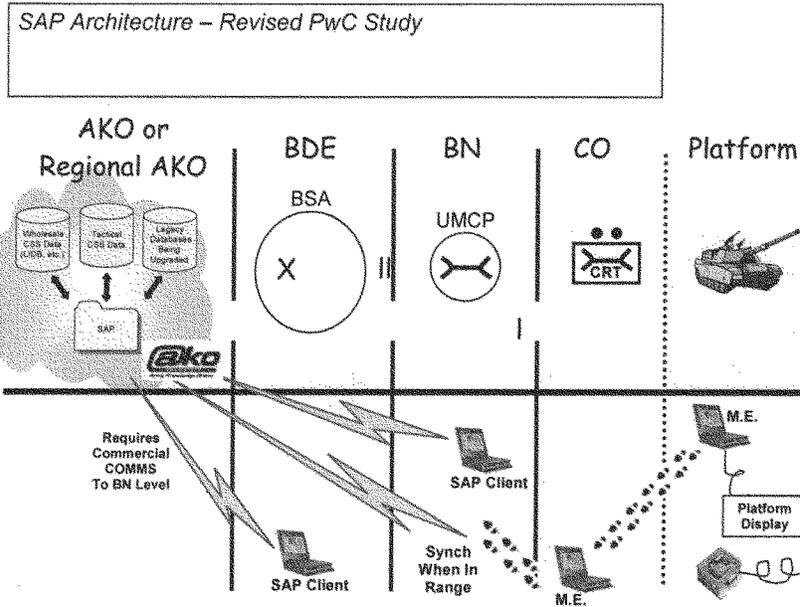 SAP Architecture – Revised PwC Study
AKO or
Regional AKO
BDE
BN
CO
Platform
BSA
UMCP
Wholesale
CSS Data
(LIDB, etc.)
Tactical
CSS Data
Legacy
Databases
Being
Upgraded
X
II
CRT
I
SAP
ako
M.E.
Requires
Commercial
COMMS
To BN Level
SAP Client
Platform
Display
SAP Client
Synch
When In
Range
M.E.